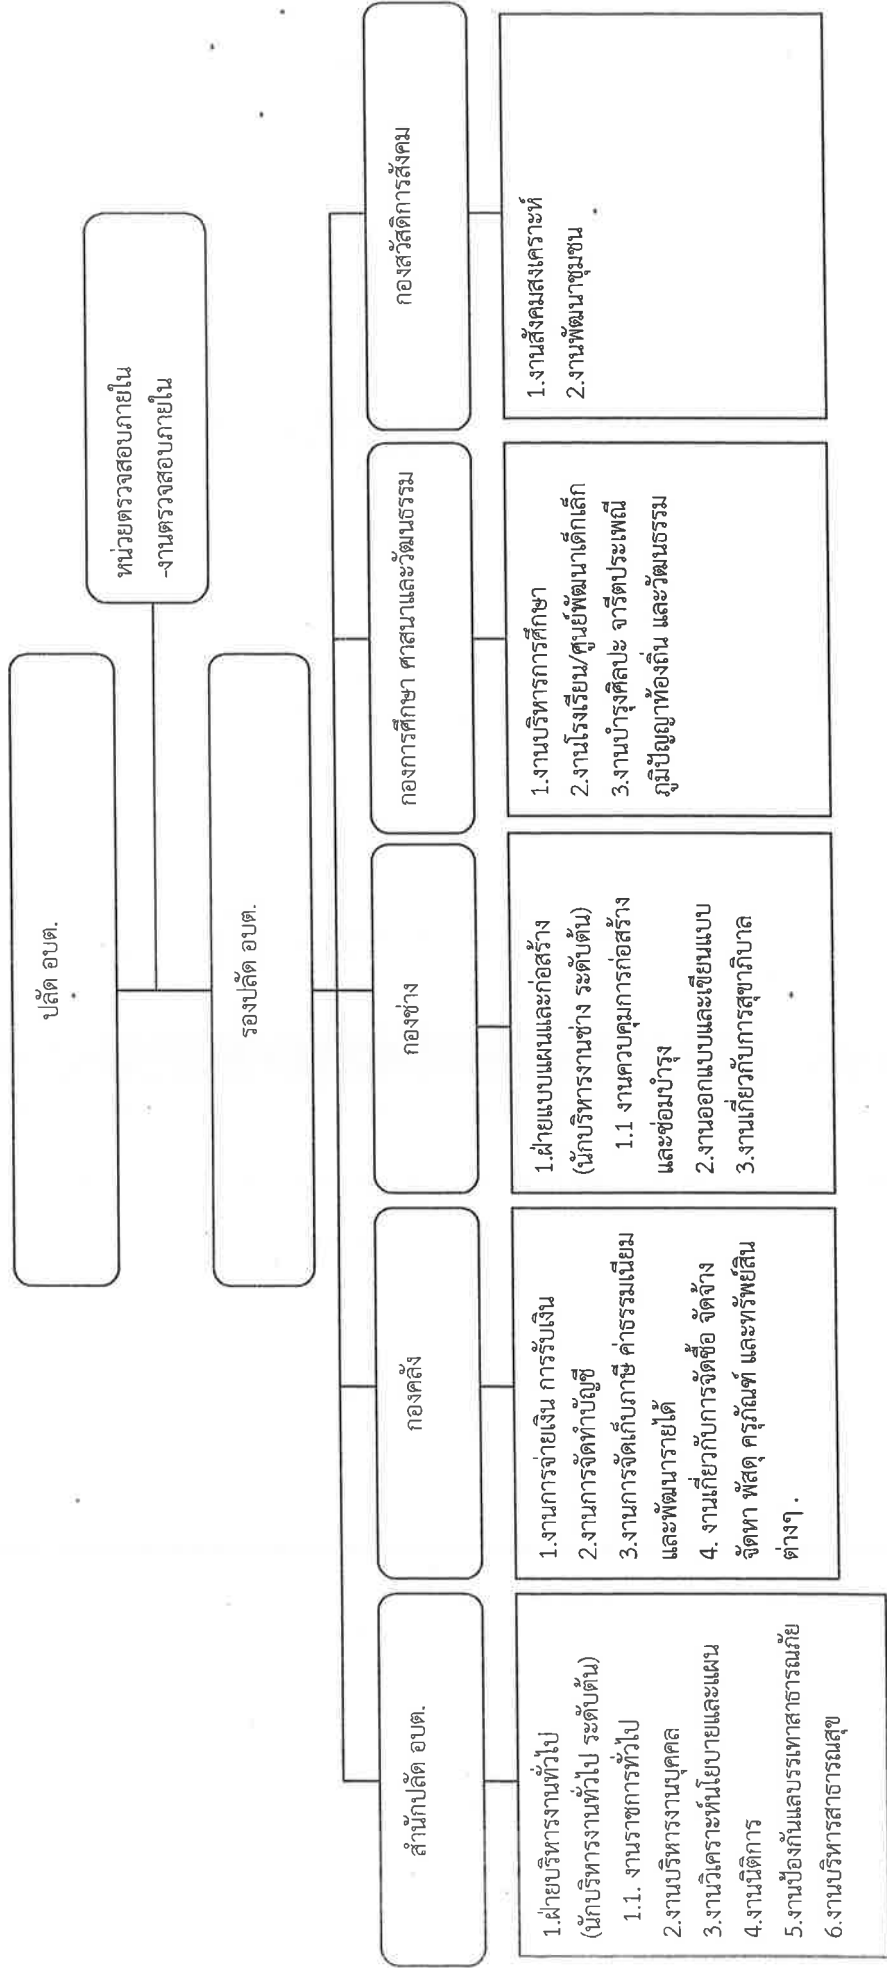 ปลัด อบต.
หน่วยตรวจสอบภายใน
-งานตรวจสอบภายใน
รองปลัด อบต.
สำนักปลัด อบต.
1.ฝ่ายบริหารงานทั่วไป
(นักบริหารงานทั่วไป ระดับต้น)
1.1. งานราชการทั่วไป
2.งานบริหารงานบุคคล
3.งานวิเคราะห์นโยบายและแผน
4.งานนิติการ
5.งานป้องกันแลบรรเทาสาธารณภัย
6.งานบริหารสาธารณสุข
กองคลัง
1.งานการจ่ายเงิน การรับเงิน
2.งานการจัดทำบัญชี
3.งานการจัดเก็บภาษี ค่าธรรมเนียม
และพัฒนารายได้
4. งานเกี่ยวกับการจัดซื้อ จัดจ้าง
จัดหา พัสดุ ครุภัณฑ์ และทรัพย์สิน
ต่างๆ .
กองช่าง
1.ฝ่ายแบบแผนและก่อสร้าง
(นักบริหารงานช่าง ระดับต้น)
1.1 งานควบคุมการก่อสร้าง
และซ่อมบำรุง
2.งานออกแบบและเขียนแบบ
3.งานเกี่ยวกับการสุขาภิบาล
กองการศึกษา ศาสนาและวัฒนธรรม
1.งานบริหารการศึกษา
2.งานโรงเรียน/ศูนย์พัฒนาเด็กเล็ก
3.งานบำรุงศิลปะ จารีตประเพณี
ภูมิปัญญาท้องถิ่น และวัฒนธรรม
กองสวัสดิการสังคม
1.งานสังคมสงเคราะห์
2.งานพัฒนาชุมชน